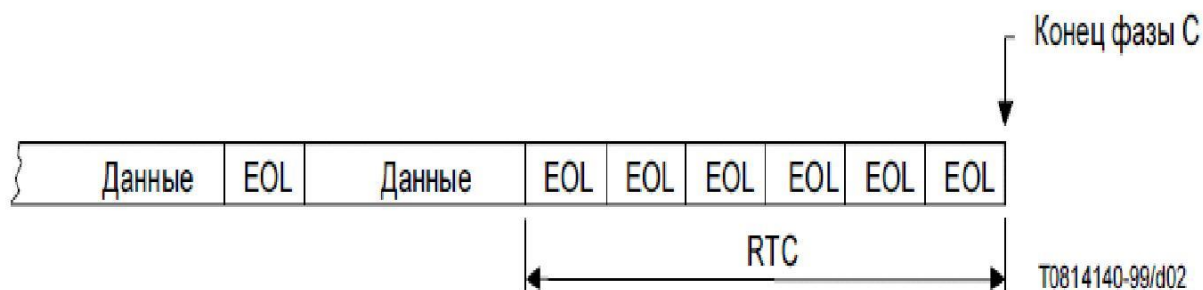 Конец фазы C
Данные EOL Данные EOL EOL EOL EOL EOL EOL
RTC
T0814140-99/d02